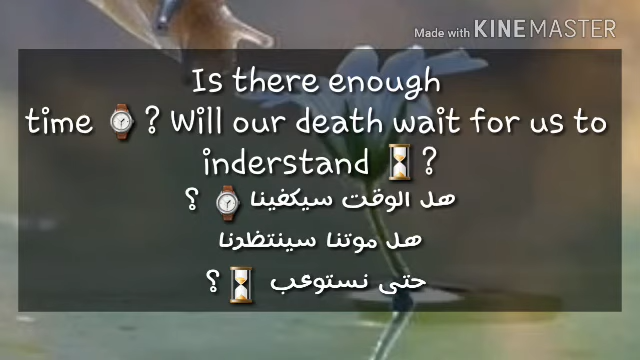 Made with KINEMASTER
Is there enough
time ⌚? Will our death wait for us to
inderstand ⏳?
هل الوقت سيكفينا ⌚ ؟
هل موتنا سينتظرنا
حتى نستوعب ⏳ ؟